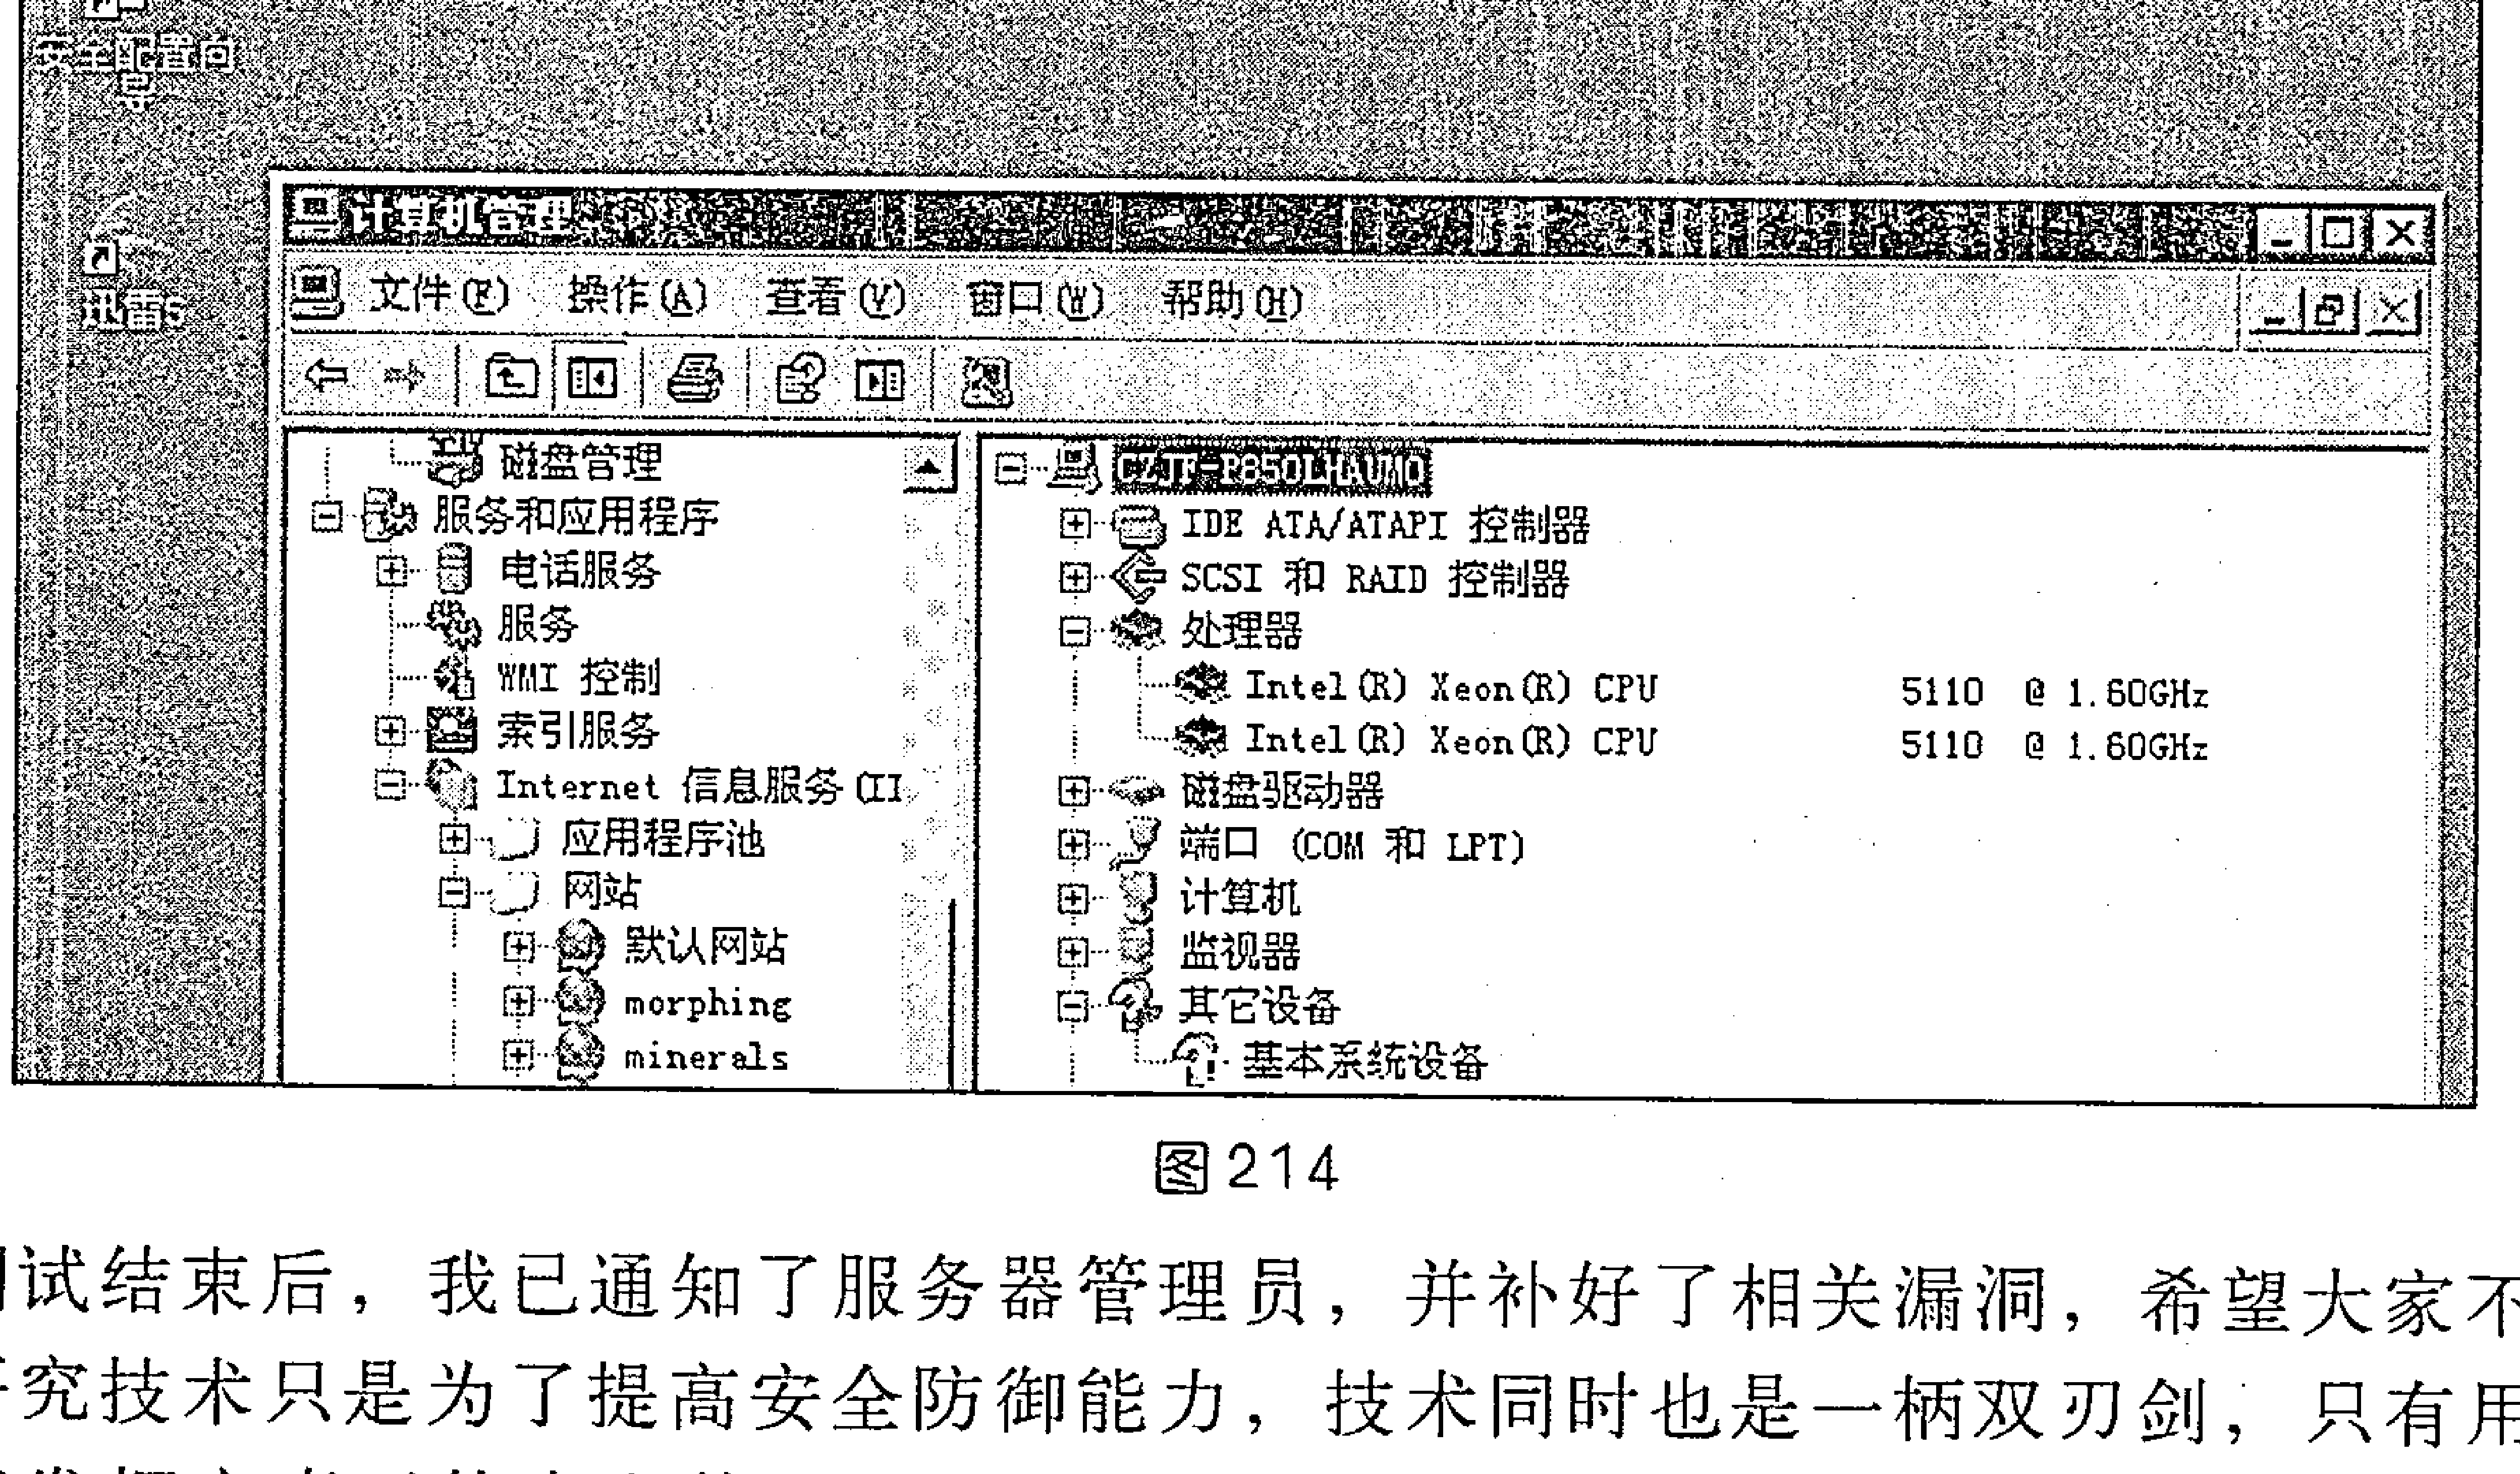 安全配置向
导
迅雷5
计算机管理
文件(F) 操作(A) 查看(V) 窗口(W) 帮助(H)
磁盘管理
服务和应用程序
电话服务
服务
WMI 控制
索引服务
Internet 信息服务(II
应用程序池
网站
默认网站
morphing
minerals
IDE ATA/ATAPI 控制器
SCSI 和 RAID 控制器
处理器
Intel(R) Xeon(R) CPU 5110 @ 1.60GHz
Intel(R) Xeon(R) CPU 5110 @ 1.60GHz
磁盘驱动器
端口 (COM 和 LPT)
计算机
监视器
其它设备
基本系统设备
图214
试结束后，我已通知了服务器管理员，并补好了相关漏洞，希望大家不
究技术只是为了提高安全防御能力，技术同时也是一柄双刃剑，只有用